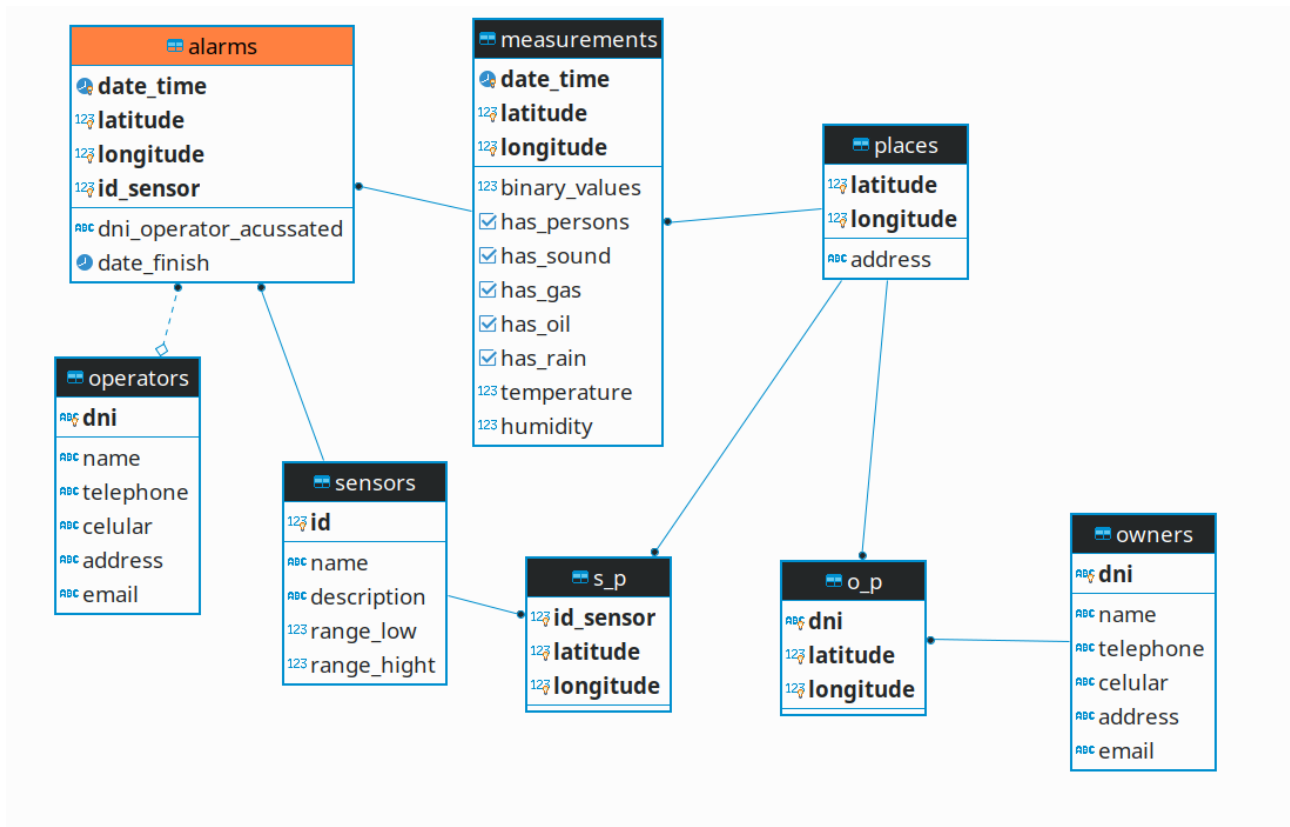 alarms
date_time
latitude
longitude
id_sensor
dni_operator_acussated
date_finish
measurements
date_time
latitude
longitude
binary_values
has_persons
has_sound
has_gas
has_oil
has_rain
temperature
humidity
places
latitude
longitude
address
operators
dni
name
telephone
celular
address
email
sensors
id
name
description
range_low
range_hight
s_p
id_sensor
latitude
longitude
o_p
dni
latitude
longitude
owners
dni
name
telephone
celular
address
email